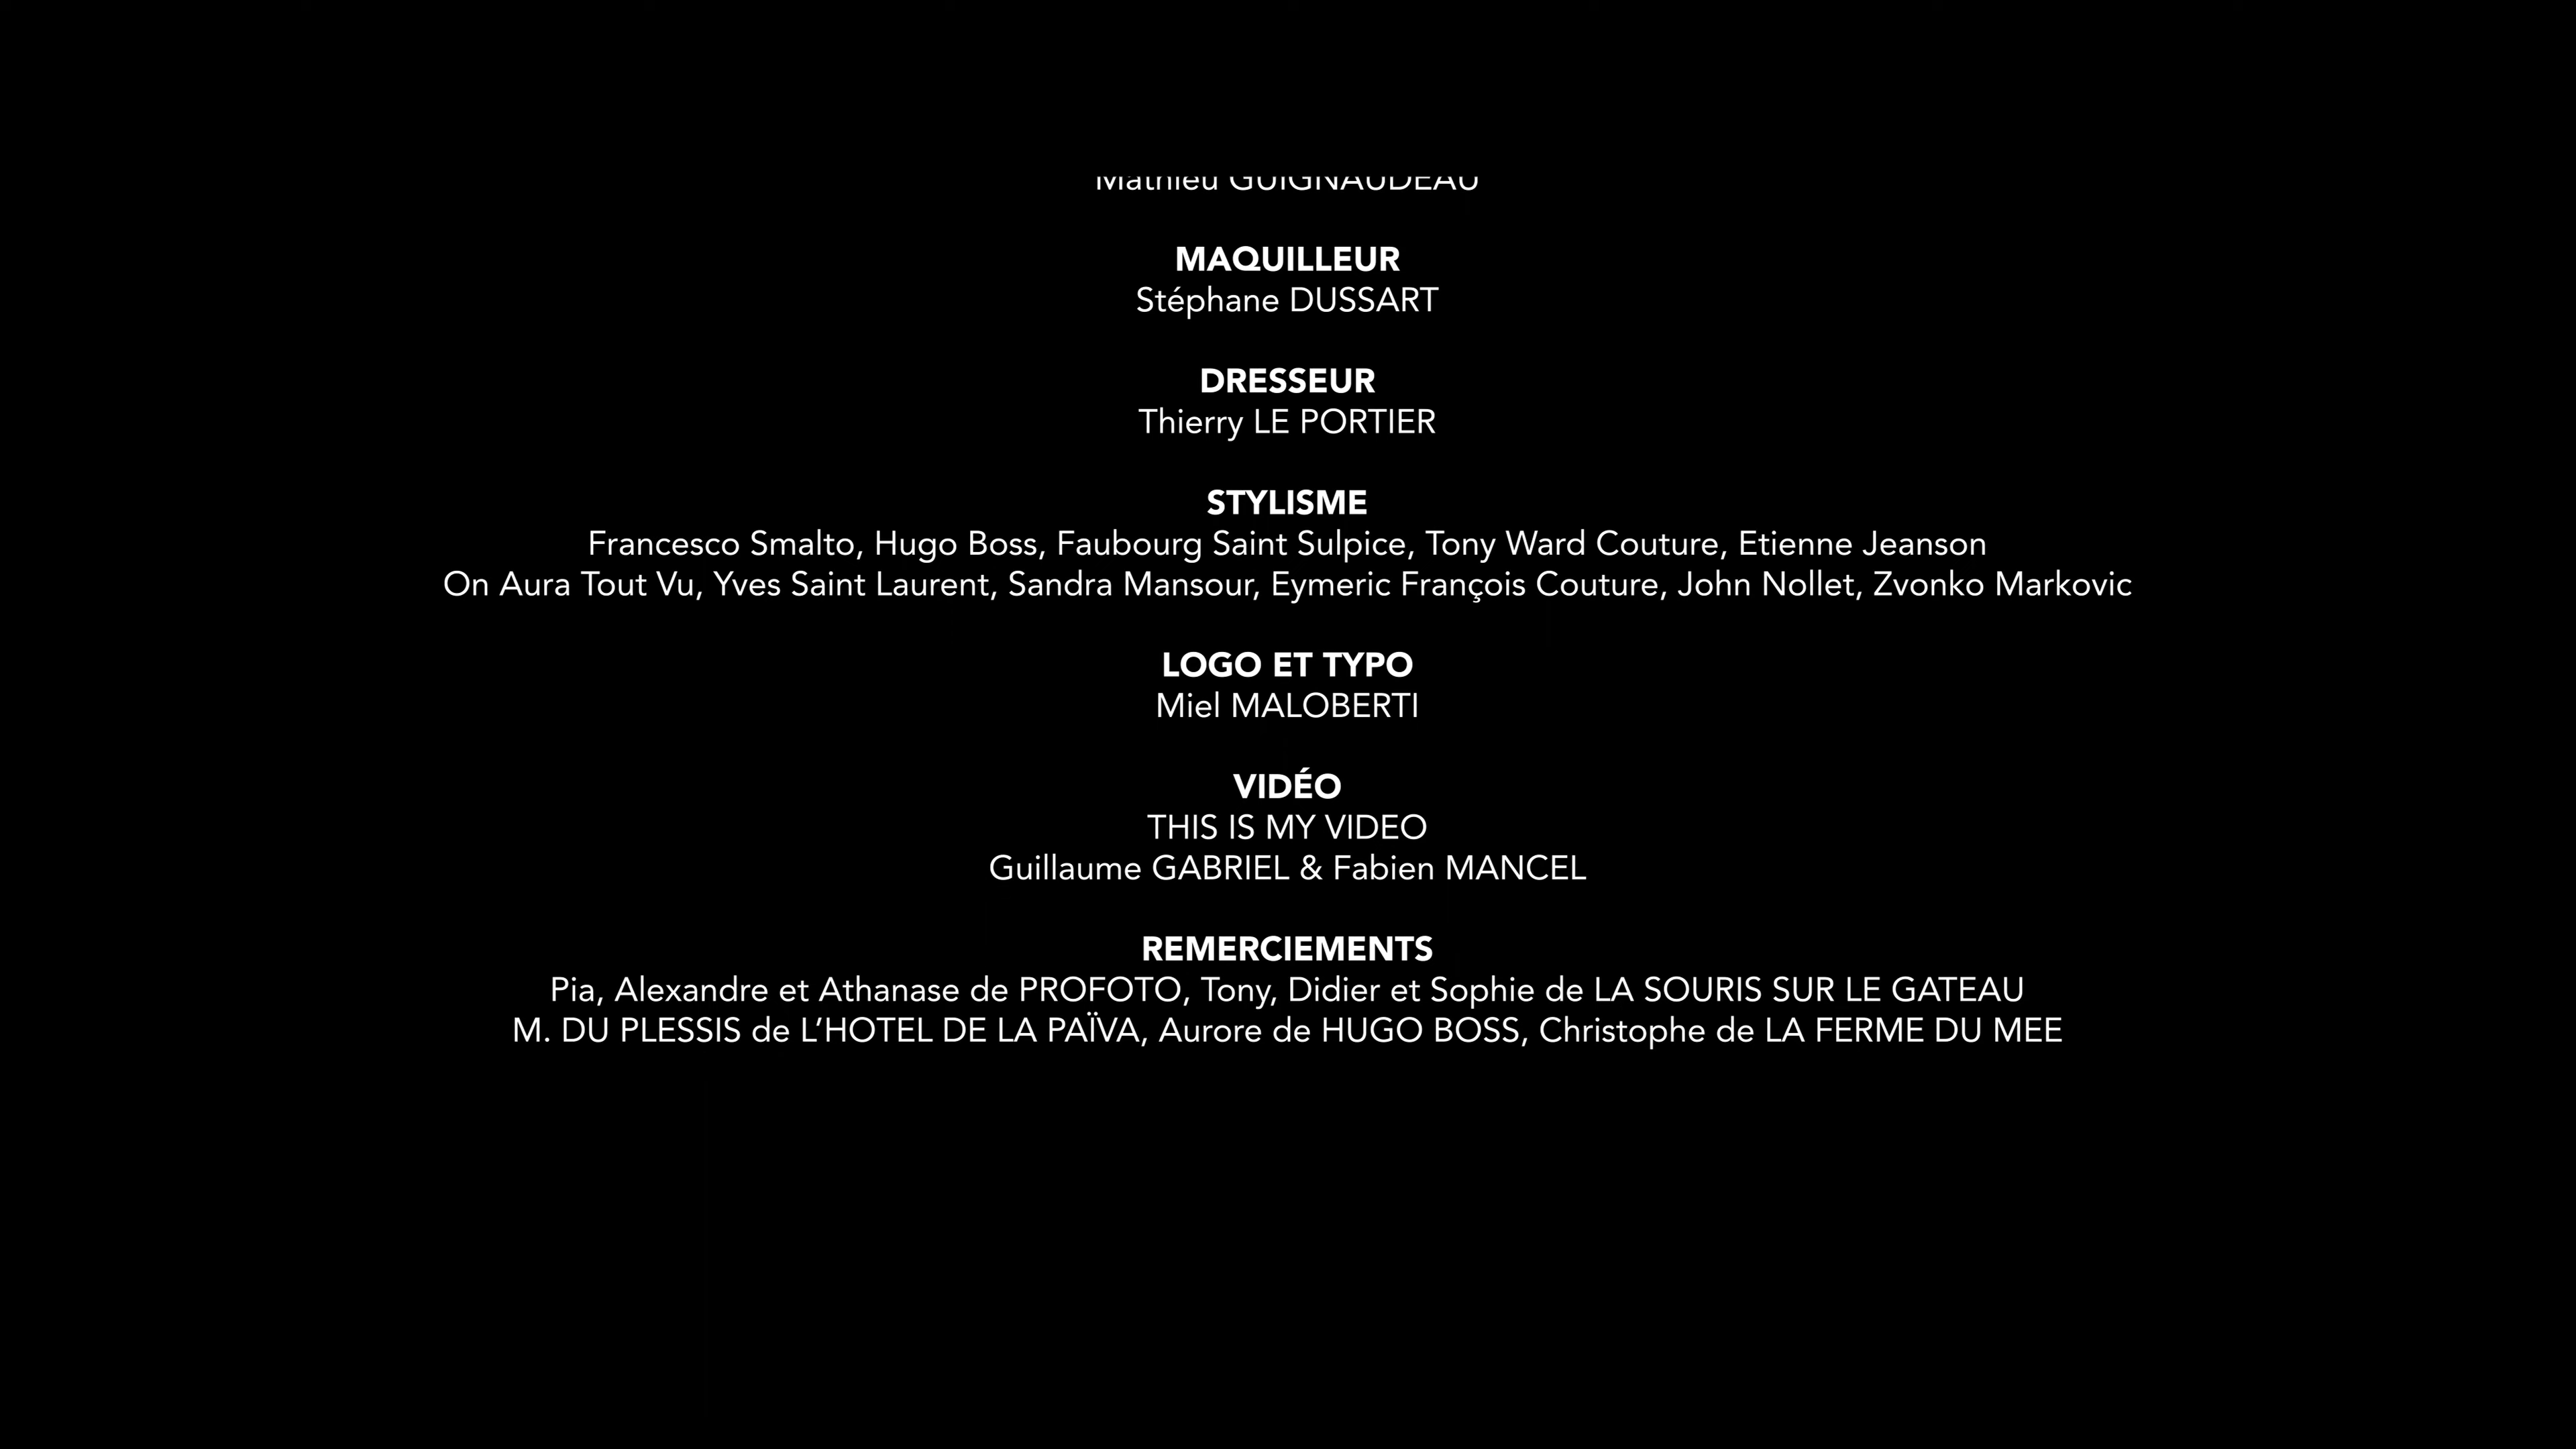 Mathieu GUIGNAUDEAU
MAQUILLEUR
Stéphane DUSSART
DRESSEUR
Thierry LE PORTIER
STYLISME
Francesco Smalto, Hugo Boss, Faubourg Saint Sulpice, Tony Ward Couture, Etienne Jeanson
On Aura Tout Vu, Yves Saint Laurent, Sandra Mansour, Eymeric François Couture, John Nollet, Zvonko Markovic
LOGO ET TYPO
Miel MALOBERTI
VIDÉO
THIS IS MY VIDEO
Guillaume GABRIEL & Fabien MANCEL
REMERCIEMENTS
Pia, Alexandre et Athanase de PROFOTO, Tony, Didier et Sophie de LA SOURIS SUR LE GATEAU
M. DU PLESSIS de L’HOTEL DE LA PAÏVA, Aurore de HUGO BOSS, Christophe de LA FERME DU MEE